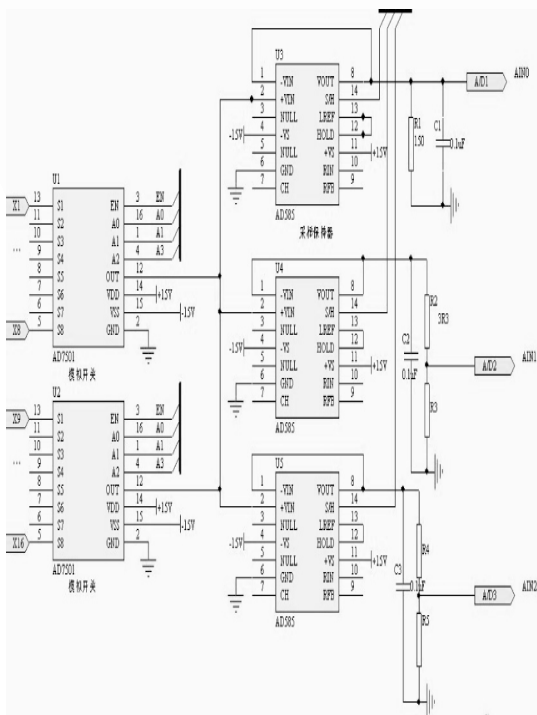 U3
1 -VIN VOUT 8
2 +VIN S/H 14
3 NULL LREF 13
-15V 4 -VS HOLD 12
5 NULL +VS 11 +15V
6 GND RIN 10
7 CH RFB 9
AD585
采样保持器
A/D1 AIN0
R1
150
C1
0.1uF
U1
X1 13 S1 EN 3 EN
11 S2 A0 16 A0
10 S3 A1 1 A1
... 9 S4 A2 4 A3
8 S5 OUT 12
7 S6 VDD 14 +15V
6 S7 VSS 15 -15V
X8 5 S8 GND 2
AD7501
模拟开关
U4
1 -VIN VOUT 8
2 +VIN S/H 14
3 NULL LREF 13
-15V 4 -VS HOLD 12
5 NULL +VS 11 +15V
6 GND RIN 10
7 CH RFB 9
AD585
R2
3R3
C2
0.1uF
A/D2 AIN1
R3
U2
X9 13 S1 EN 3 EN
11 S2 A0 16 A0
10 S3 A1 1 A1
... 9 S4 A2 4 A3
8 S5 OUT 12
7 S6 VDD 14 +15V
6 S7 VSS 15 -15V
X16 5 S8 GND 2
AD7501
模拟开关
U5
1 -VIN VOUT 8
2 +VIN S/H 14
3 NULL LREF 13
-15V 4 -VS HOLD 12
5 NULL +VS 11 +15V
6 GND RIN 10
7 CH RFB 9
AD585
R4
C3
0.1uF
A/D3 AIN2
R5